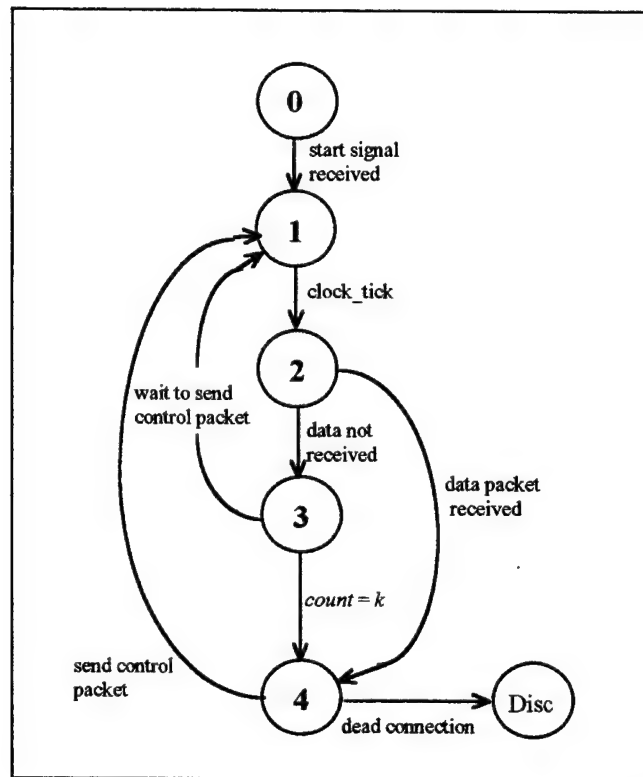 0
start signal
received
1
clock_tick
2
wait to send
control packet
data not
received
data packet
received
3
count = k
send control
packet
4
dead connection
Disc